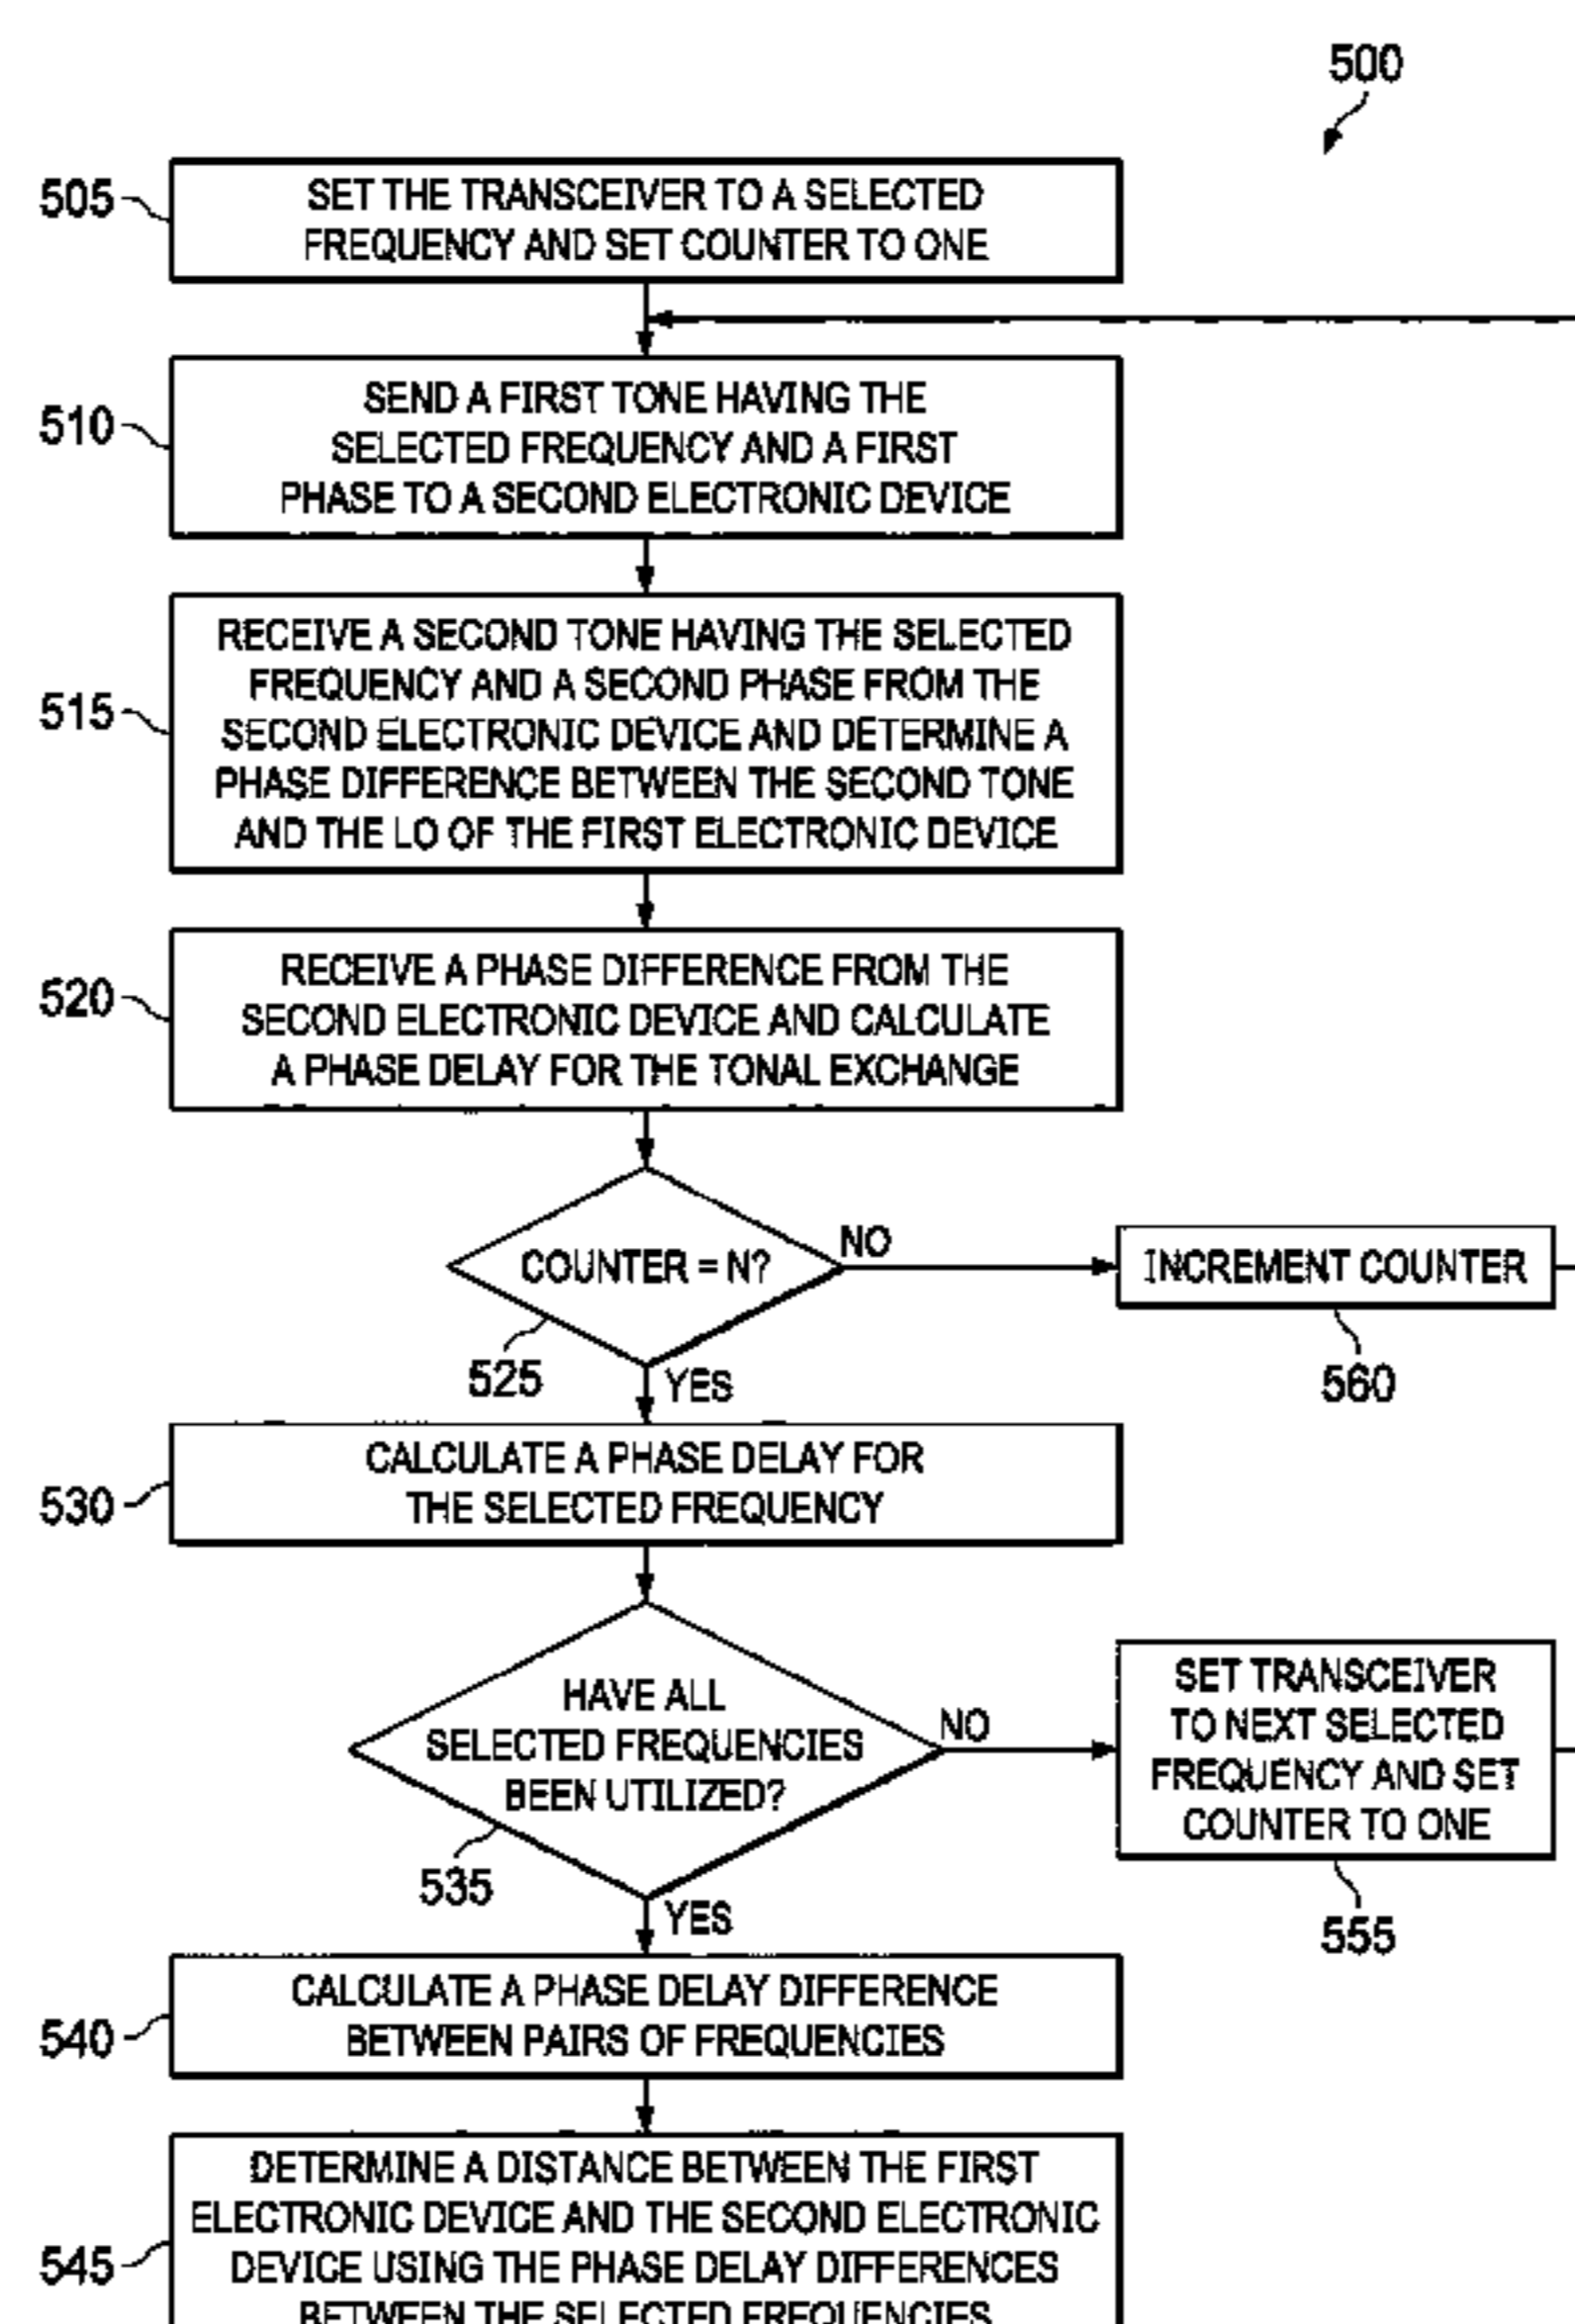 500
505
SET THE TRANSCEIVER TO A SELECTED
FREQUENCY AND SET COUNTER TO ONE
510
SEND A FIRST TONE HAVING THE
SELECTED FREQUENCY AND A FIRST
PHASE TO A SECOND ELECTRONIC DEVICE
515
RECEIVE A SECOND TONE HAVING THE SELECTED
FREQUENCY AND A SECOND PHASE FROM THE
SECOND ELECTRONIC DEVICE AND DETERMINE A
PHASE DIFFERENCE BETWEEN THE SECOND TONE
AND THE LO OF THE FIRST ELECTRONIC DEVICE
520
RECEIVE A PHASE DIFFERENCE FROM THE
SECOND ELECTRONIC DEVICE AND CALCULATE
A PHASE DELAY FOR THE TONAL EXCHANGE
COUNTER = N?
NO
INCREMENT COUNTER
525
YES
560
530
CALCULATE A PHASE DELAY FOR
THE SELECTED FREQUENCY
HAVE ALL
SELECTED FREQUENCIES
BEEN UTILIZED?
NO
SET TRANSCEIVER
TO NEXT SELECTED
FREQUENCY AND SET
COUNTER TO ONE
535
YES
555
540
CALCULATE A PHASE DELAY DIFFERENCE
BETWEEN PAIRS OF FREQUENCIES
545
DETERMINE A DISTANCE BETWEEN THE FIRST
ELECTRONIC DEVICE AND THE SECOND ELECTRONIC
DEVICE USING THE PHASE DELAY DIFFERENCES
BETWEEN THE SELECTED FREQUENCIES